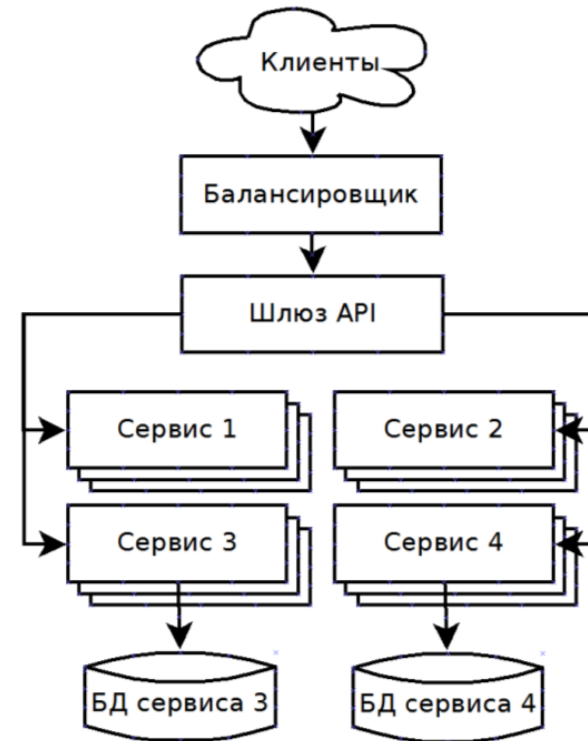 Клиенты
Балансировщик
Шлюз API
Сервис 1
Сервис 2
Сервис 3
Сервис 4
БД сервиса 3
БД сервиса 4